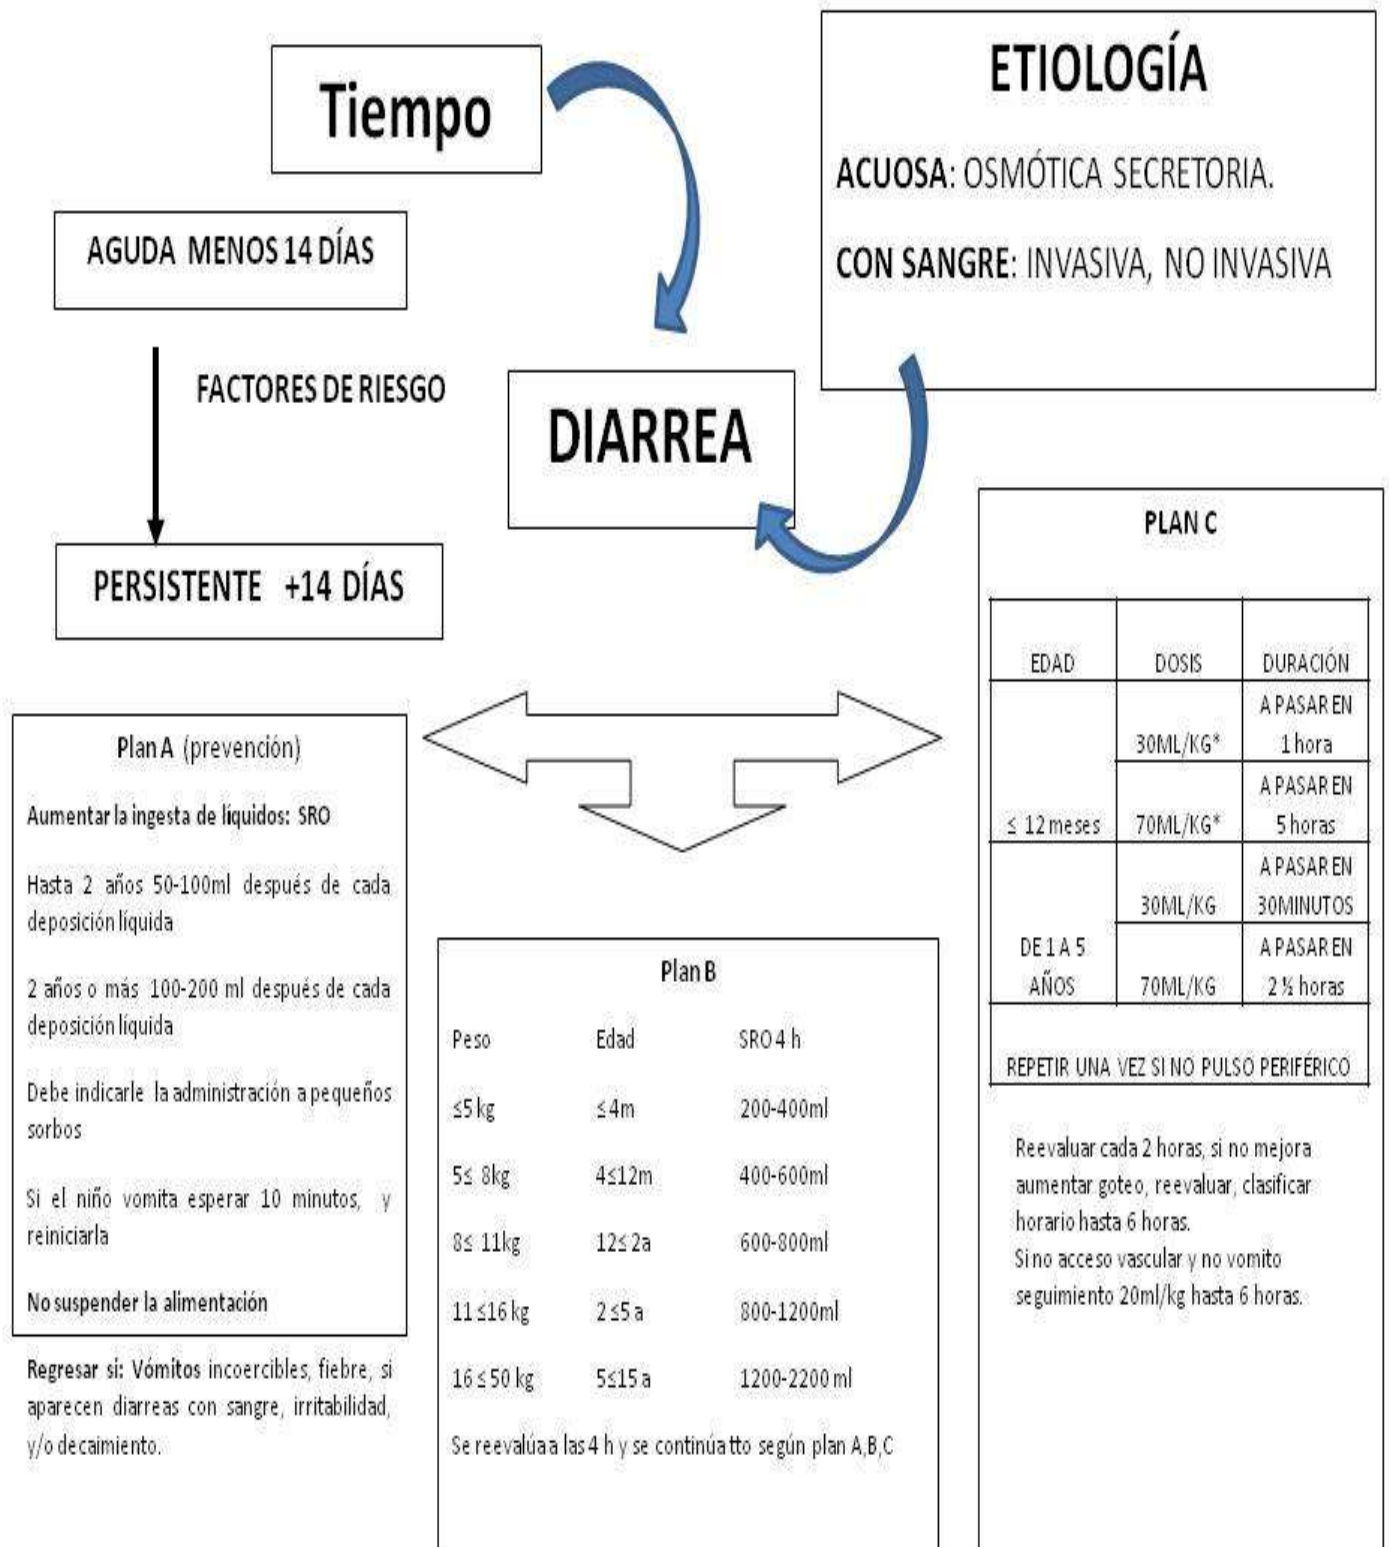 Tiempo
ETIOLOGÍA
ACUOSA: OSMÓTICA SECRETORIA.
CON SANGRE: INVASIVA, NO INVASIVA
AGUDA MENOS 14 DÍAS
FACTORES DE RIESGO
PERSISTENTE +14 DÍAS
DIARREA
Plan A (prevención)
Aumentar la ingesta de líquidos: SRO
Hasta 2 años 50-100ml después de cada
deposición líquida
2 años o más 100-200 ml después de cada
deposición líquida
Debe indicarle la administración a pequeños
sorbos
Si el niño vomita esperar 10 minutos, y
reiniciarla
No suspender la alimentación
Regresar si: Vómitos incoercibles, fiebre, si
aparecen diarreas con sangre, irritabilidad,
y/o decaimiento.
Plan B
Peso Edad SRO 4 h
≤5 kg ≤4m 200-400ml
5≤ 8kg 4≤12m 400-600ml
8≤ 11kg 12≤2a 600-800ml
11 ≤16 kg 2 ≤5 a 800-1200ml
16 ≤ 50 kg 5≤15 a 1200-2200 ml
Se reevalúa a las 4 h y se continúa tto según plan A,B,C
PLAN C
EDAD DOSIS DURACIÓN
A PASAR EN
30ML/KG* 1 hora
A PASAR EN
≤ 12 meses 70ML/KG* 5 horas
A PASAR EN
30ML/KG 30MINUTOS
DE 1 A 5 A PASAR EN
AÑOS 70ML/KG 2 ½ horas
REPETIR UNA VEZ SI NO PULSO PERIFÉRICO
Reevaluar cada 2 horas, si no mejora
aumentar goteo, reevaluar, clasificar
horario hasta 6 horas.
Si no acceso vascular y no vomito
seguimiento 20ml/kg hasta 6 horas.